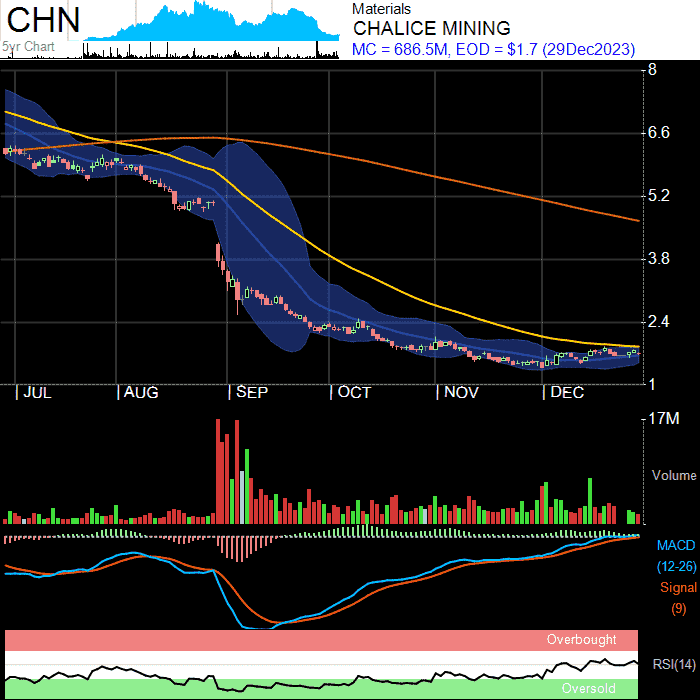 CHN
Materials
CHALICE MINING
5yr Chart
MC = 686.5M, EOD = $1.7 (29Dec2023)
8
6.6
5.2
3.8
2.4
1
JUL AUG SEP OCT NOV DEC
17M
Volume
MACD
(12-26)
Signal
(9)
Overbought
RSI(14)
Oversold